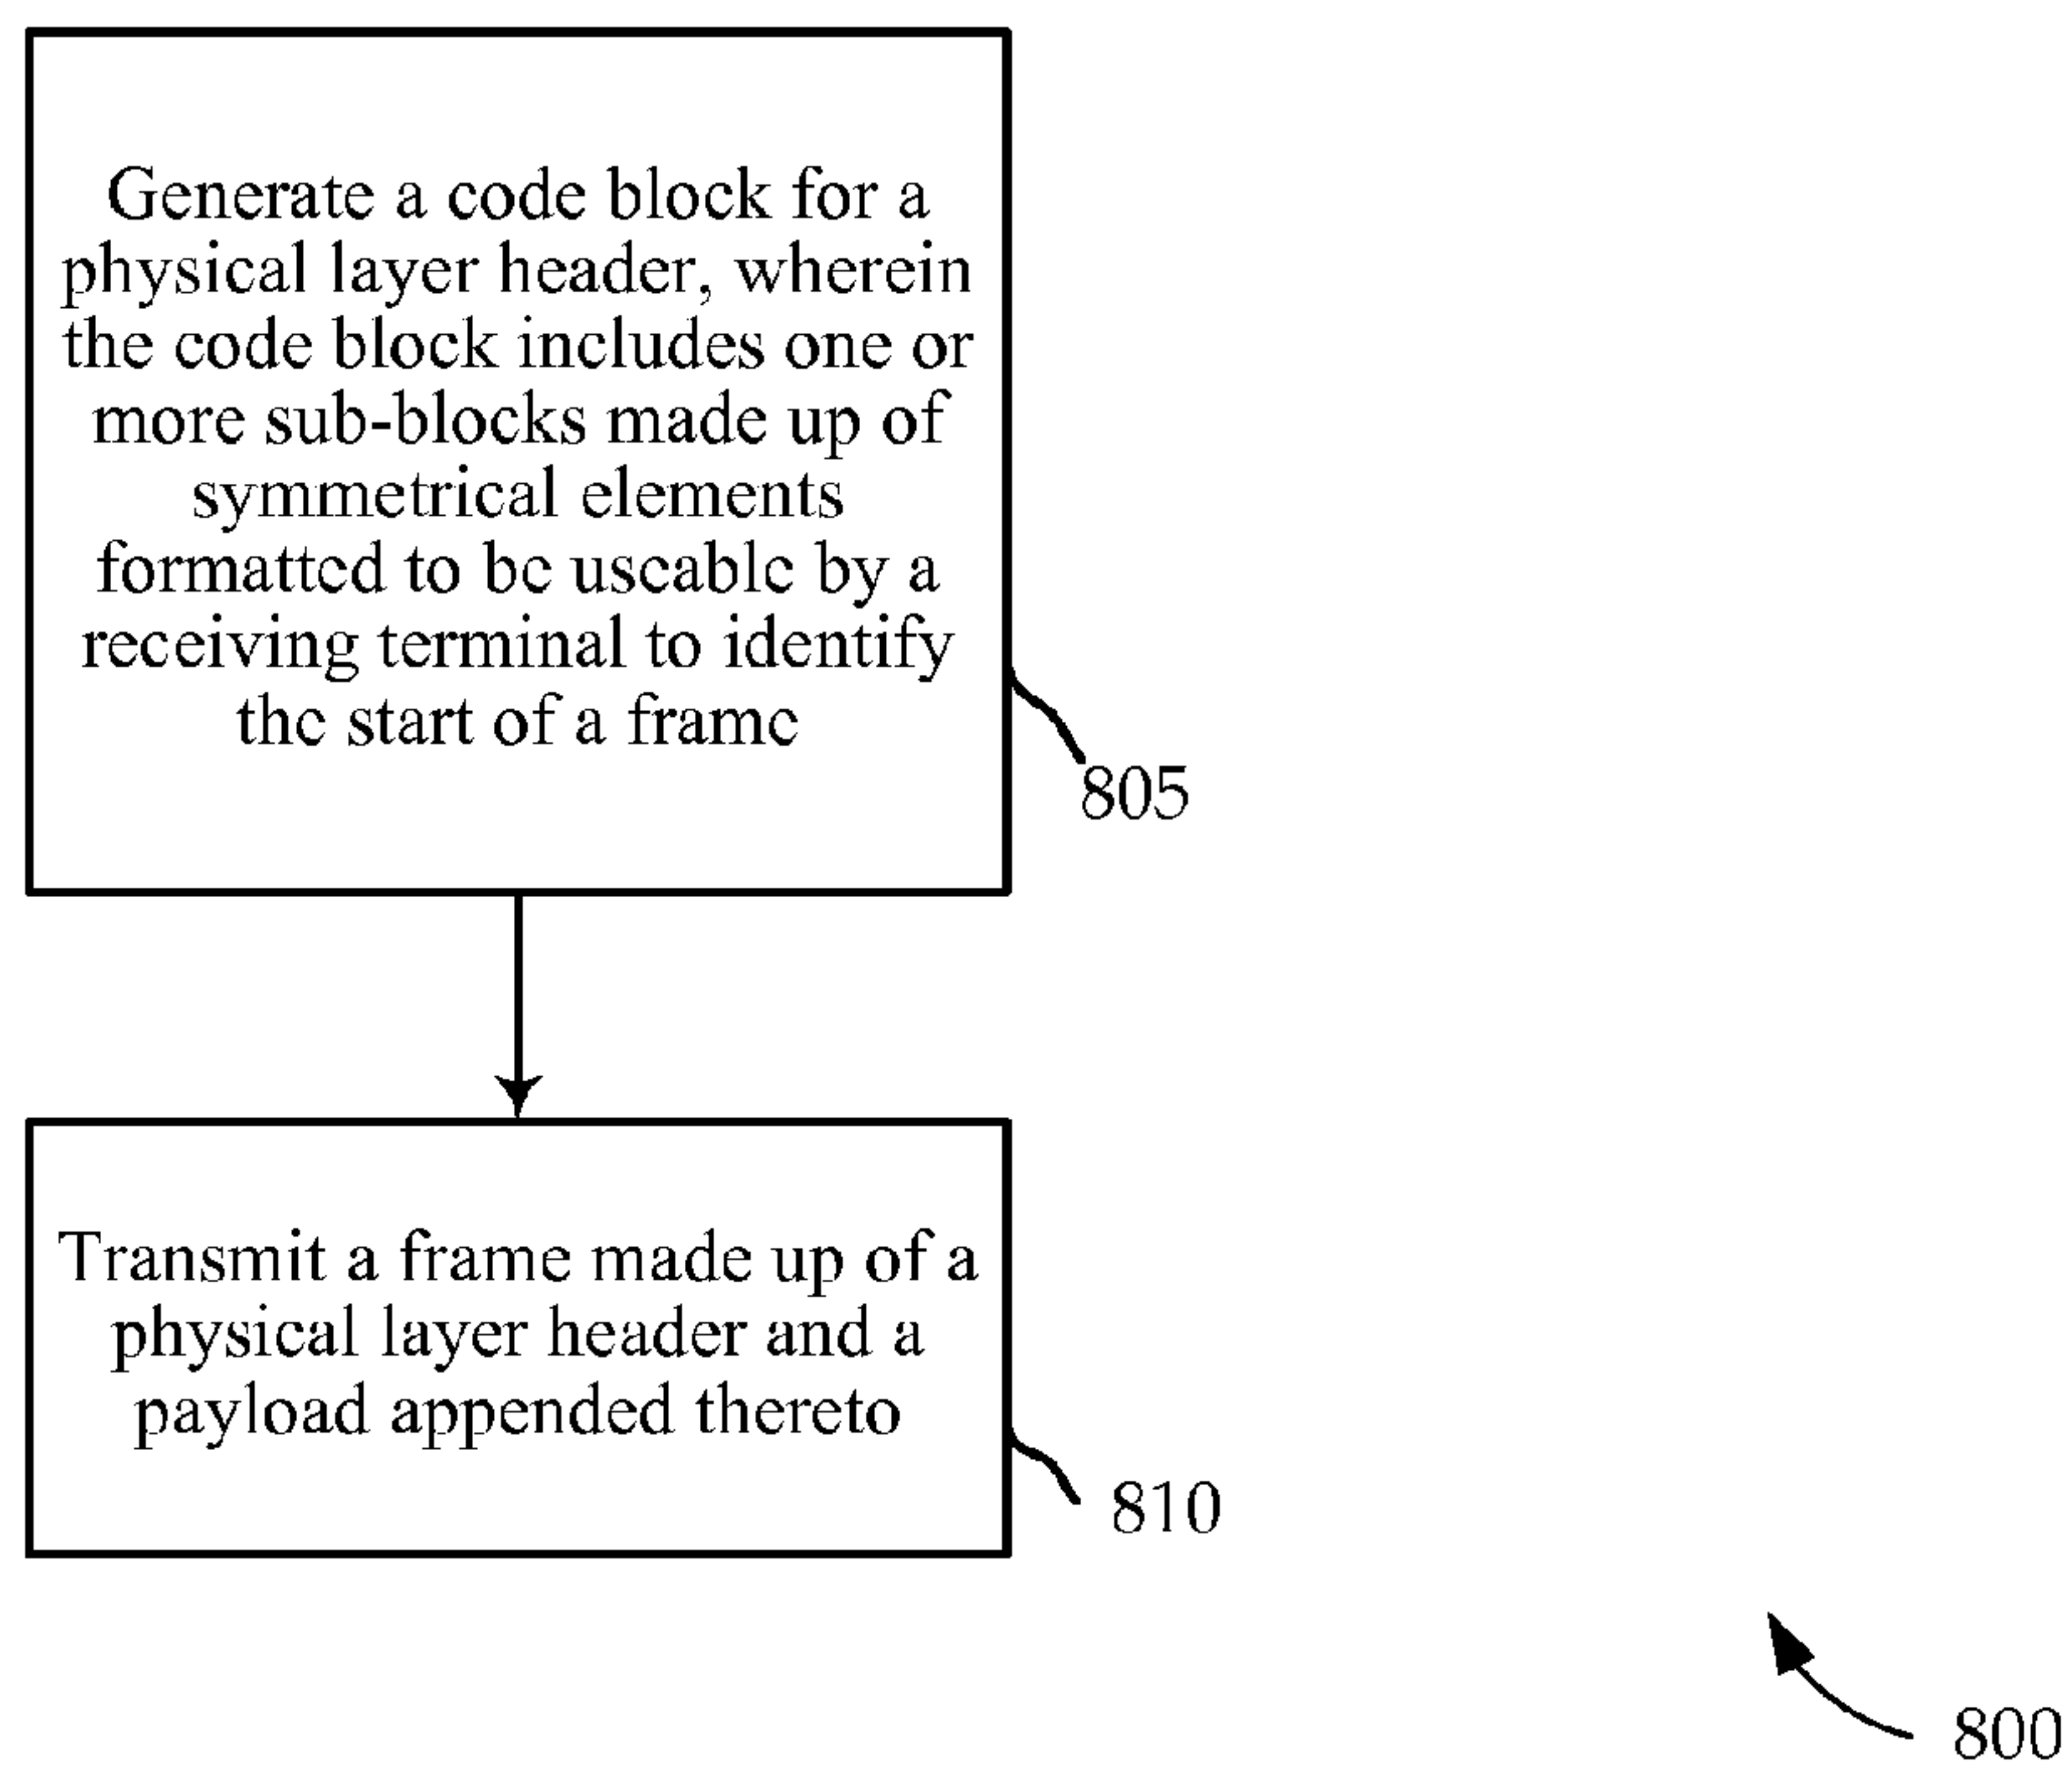 Generate a code block for a
physical layer header, wherein
the code block includes one or
more sub-blocks made up of
symmetrical elements
formatted to be useable by a
receiving terminal to identify
the start of a frame
805
Transmit a frame made up of a
physical layer header and a
payload appended thereto
810
800